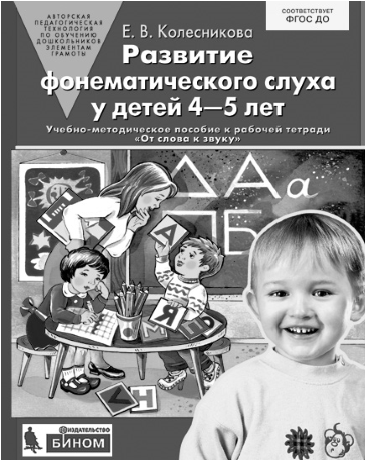 АВТОРСКАЯ
ПЕДАГОГИЧЕСКАЯ
ТЕХНОЛОГИЯ
ПО ОБУЧЕНИЮ
ДОШКОЛЬНИКОВ
ЭЛЕМЕНТАМ
ГРАМОТЫ
СООТВЕТСТВУЕТ
ФГОС ДО
Е. В. Колесникова
Развитие
фонематического слуха
у детей 4—5 лет
Учебно-методическое пособие к рабочей тетради
«От слова к звуку»
Д А а
П Б
А
Я
Н
ИЗДАТЕЛЬСТВО
БИНОМ